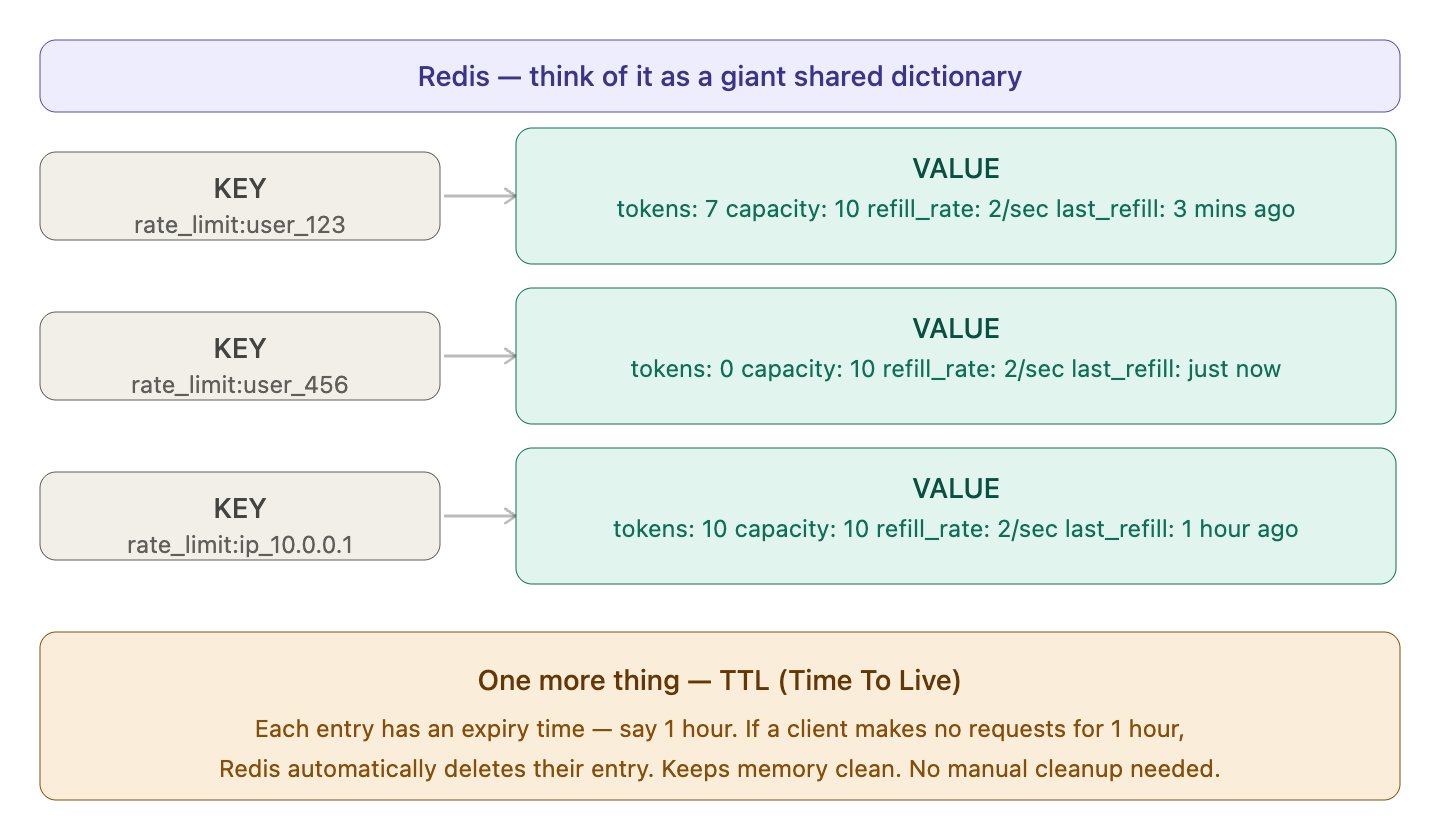 Redis — think of it as a giant shared dictionary
KEY
rate_limit:user_123
VALUE
tokens: 7 capacity: 10 refill_rate: 2/sec last_refill: 3 mins ago
KEY
rate_limit:user_456
VALUE
tokens: 0 capacity: 10 refill_rate: 2/sec last_refill: just now
KEY
rate_limit:ip_10.0.0.1
VALUE
tokens: 10 capacity: 10 refill_rate: 2/sec last_refill: 1 hour ago
One more thing — TTL (Time To Live)
Each entry has an expiry time — say 1 hour. If a client makes no requests for 1 hour,
Redis automatically deletes their entry. Keeps memory clean. No manual cleanup needed.